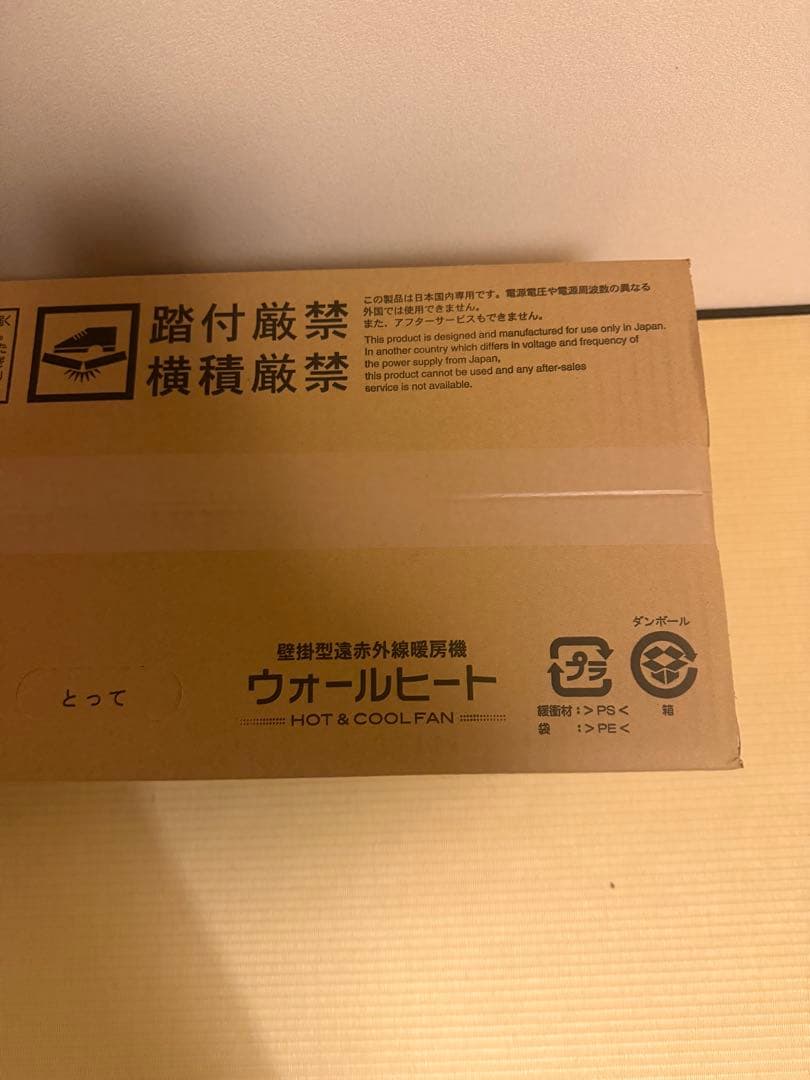 踏付厳禁
横積厳禁
この製品は日本国内専用です。電源電圧や電源周波数の異なる
外国では使用できません。
また、アフターサービスもできません。
This product is designed and manufactured for use only in Japan.
In another country which differs in voltage and frequency of
the power supply from Japan,
this product cannot be used and any after-sales
service is not available.
とって
壁掛型遠赤外線暖房機
ウォールヒート
HOT & COOL FAN
プラ
緩衝材:>PS<
袋 :>PE<
ダンボール
箱